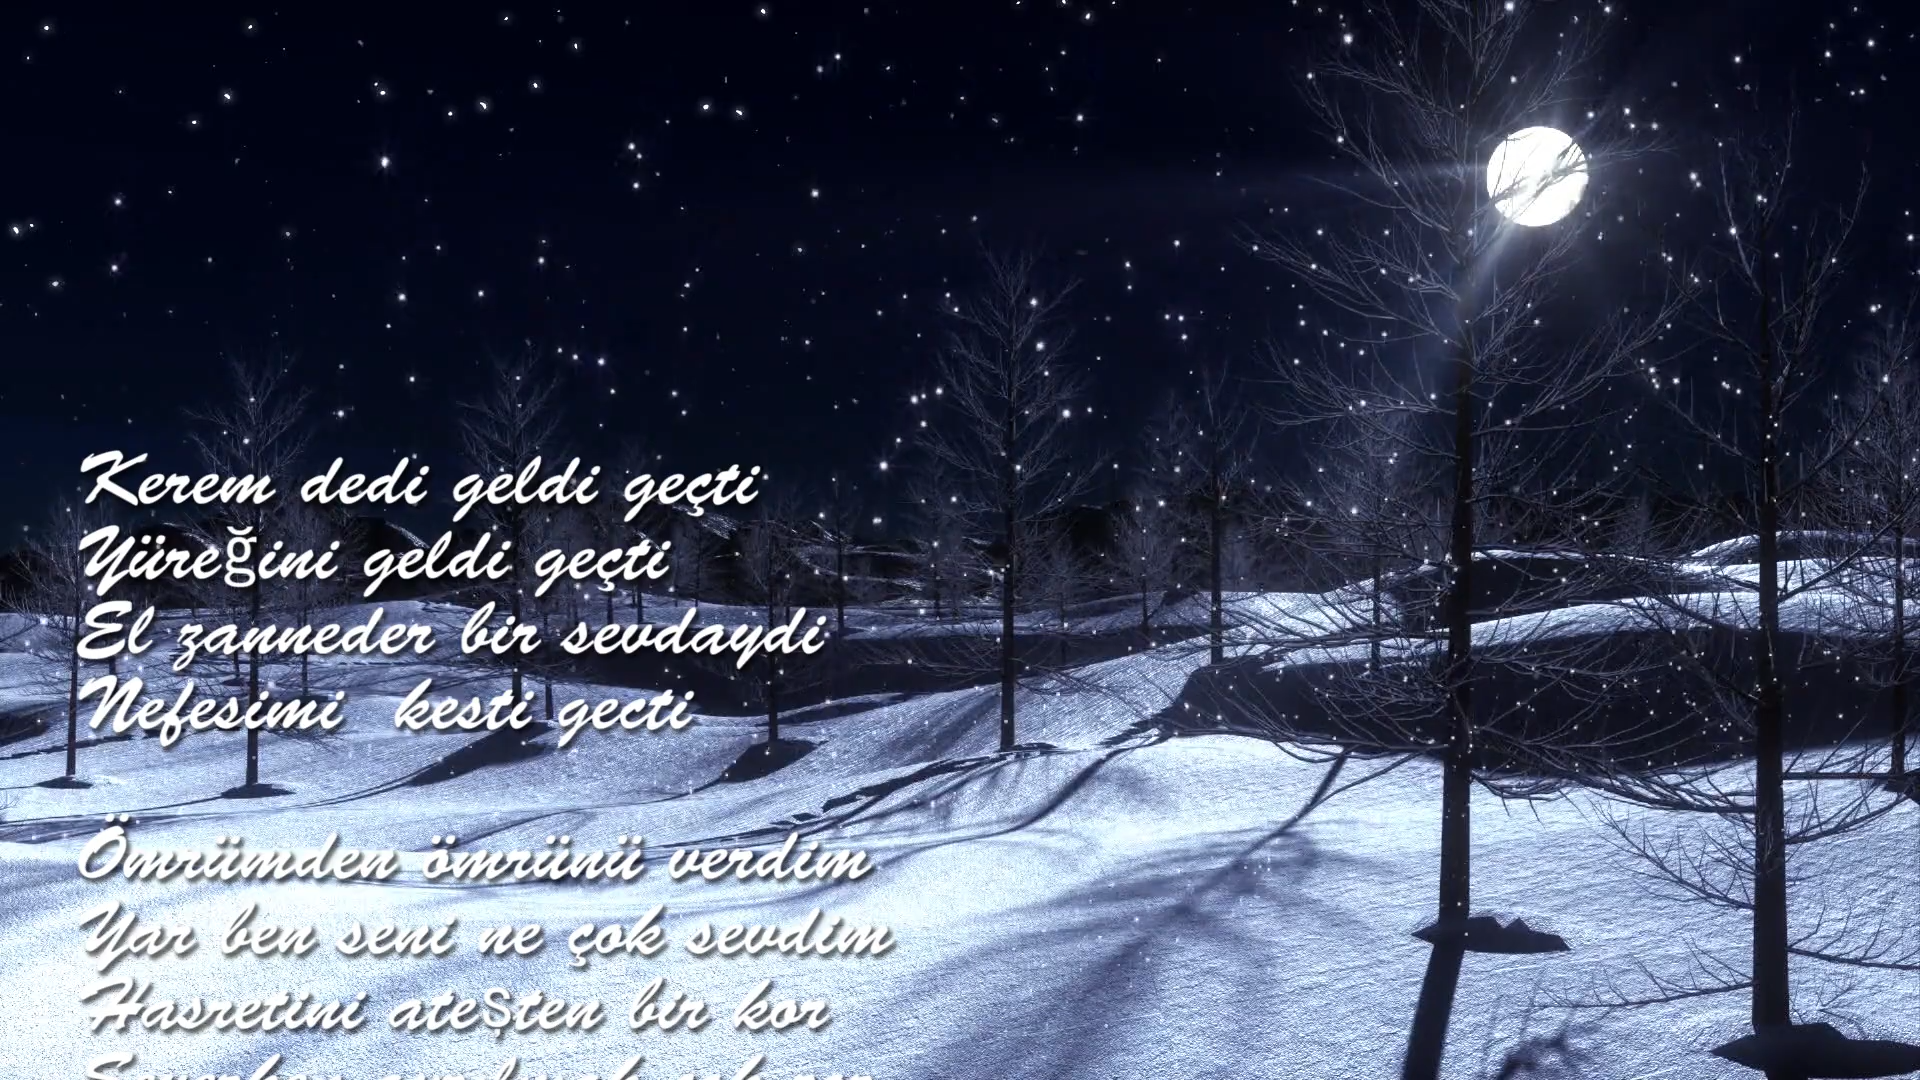 Kerem dedi geldi geçti
Yüreğini geldi geçti
El zanneder bir sevdaydi
Nefesimi kesti gecti
Ömrümden ömrünü verdim
Yar ben seni ne çok sevdim
Hasretini ateşten bir kor